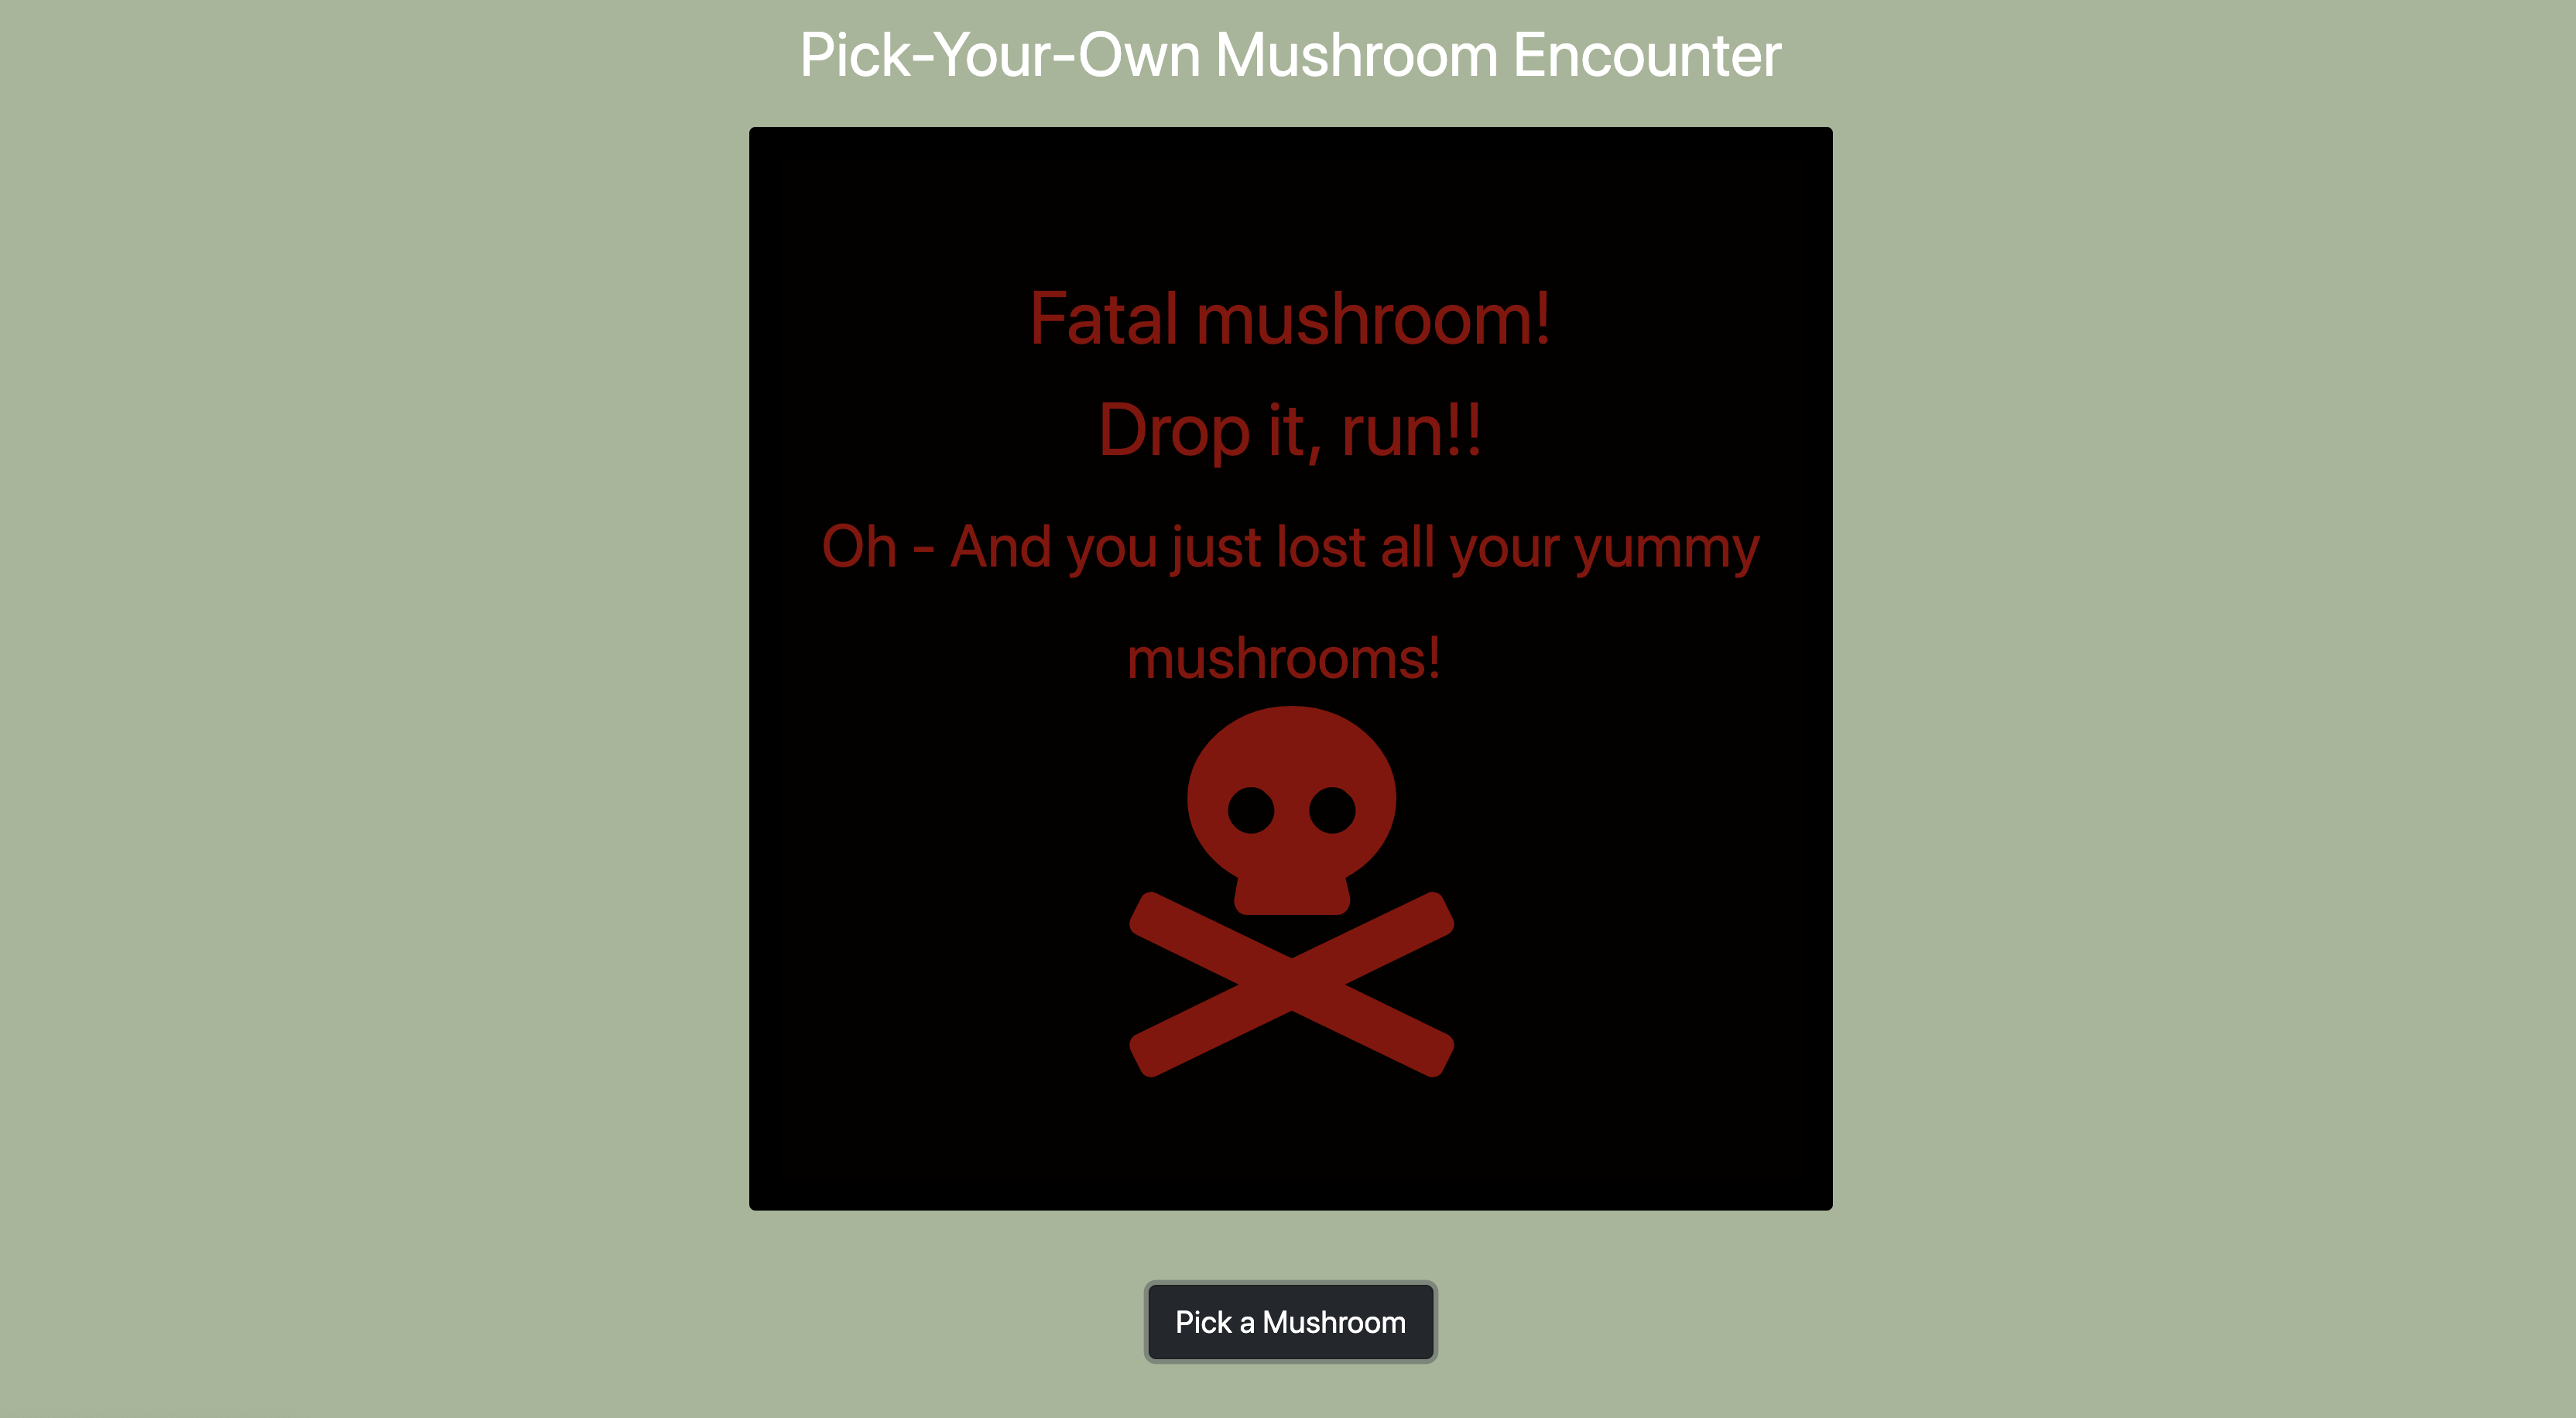 Pick-Your-Own Mushroom Encounter
Fatal mushroom!
Drop it, run!!
Oh - And you just lost all your yummy
mushrooms!
Pick a Mushroom